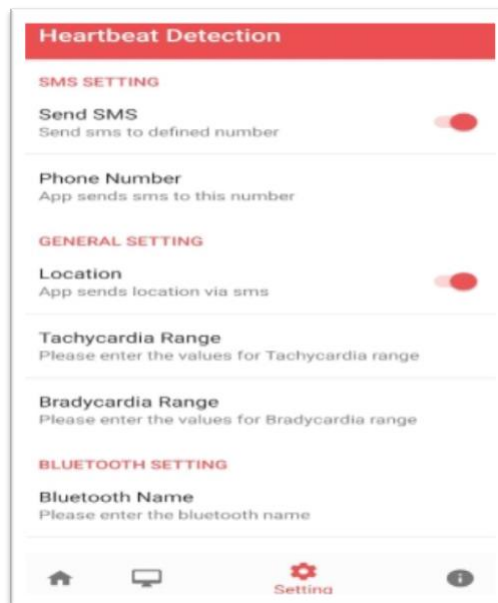 Heartbeat Detection
SMS SETTING
Send SMS
Send sms to defined number
Phone Number
App sends sms to this number
GENERAL SETTING
Location
App sends location via sms
Tachycardia Range
Please enter the values for Tachycardia range
Bradycardia Range
Please enter the values for Bradycardia range
BLUETOOTH SETTING
Bluetooth Name
Please enter the bluetooth name
Setting